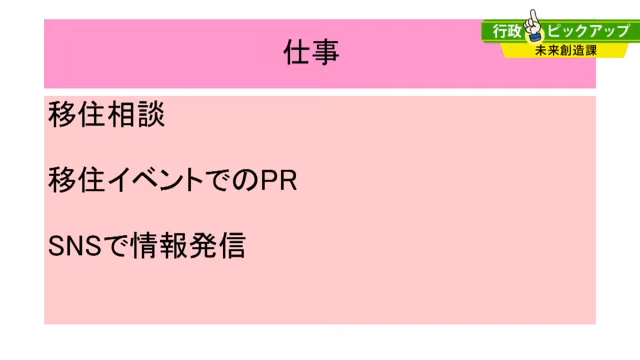 行政ピックアップ
未来創造課
仕事
移住相談
移住イベントでのPR
SNSで情報発信